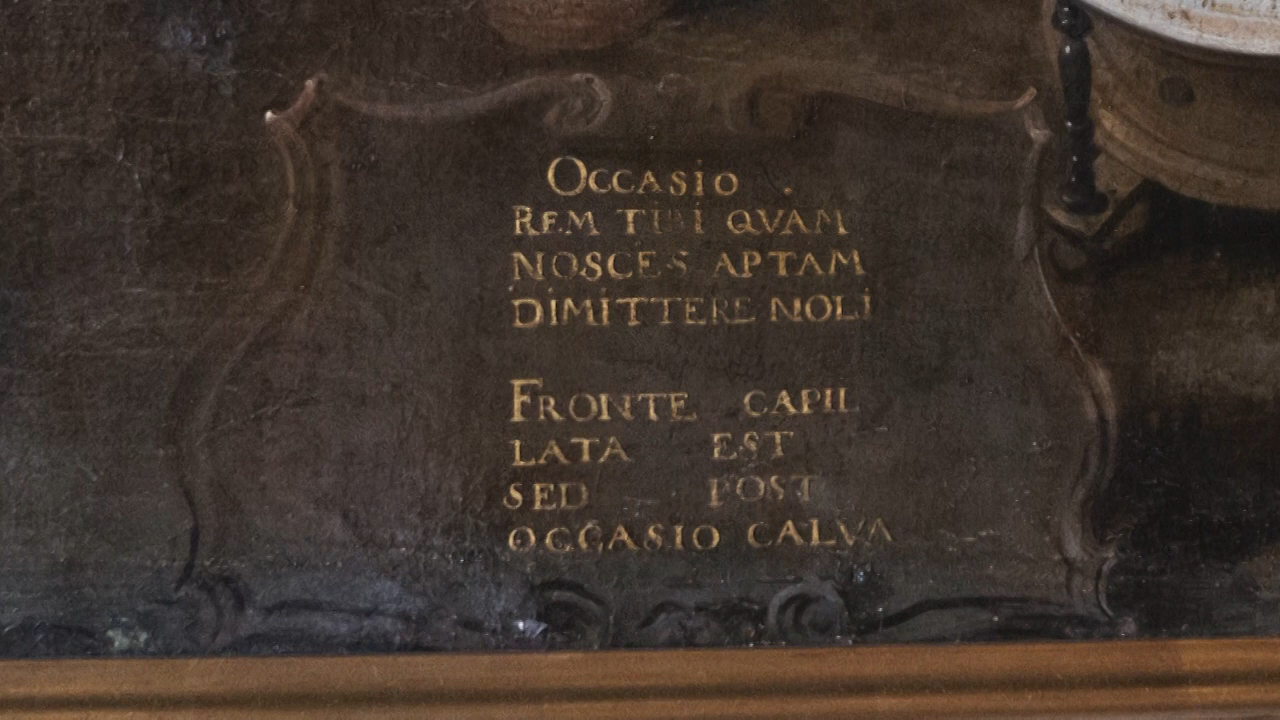 OCCASIO .
REM TIBI QVAM
NOSCES APTAM
DIMITTERE NOLI
FRONTE CAPIL
LATA EST
SED POST
OCCASIO CALVA